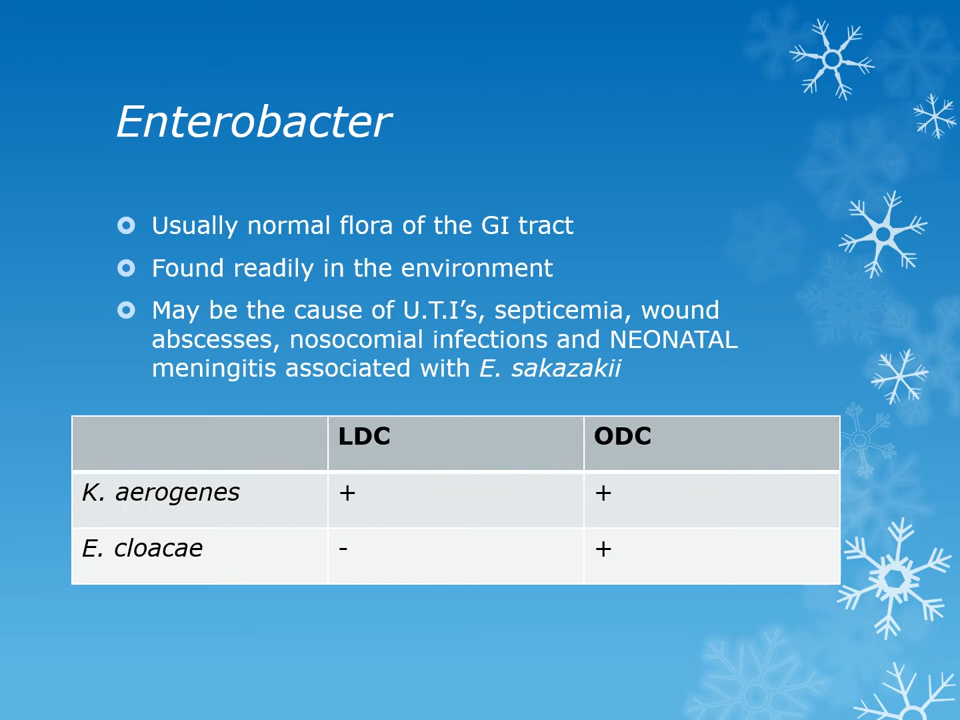 Enterobacter
Usually normal flora of the GI tract
Found readily in the environment
May be the cause of U.T.I’s, septicemia, wound
abscesses, nosocomial infections and NEONATAL
meningitis associated with E. sakazakii
LDC ODC
K. aerogenes + +
E. cloacae - +